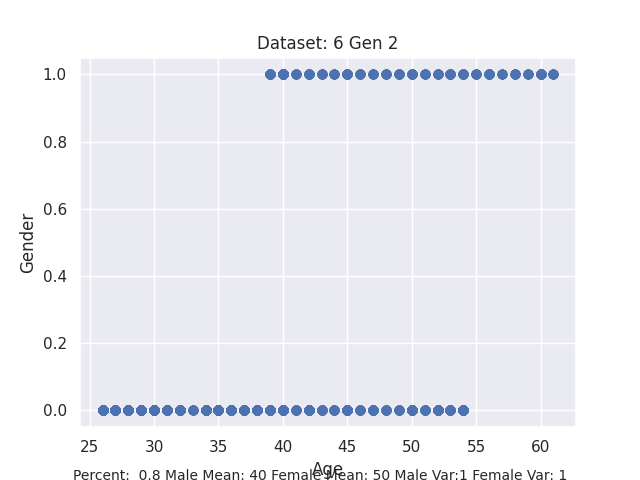 Dataset: 6 Gen 2
1.0
0.8
0.6
0.4
0.2
0.0
Gender
25 30 35 40 45 50 55 60
Age
Percent: 0.8 Male Mean: 40 Female Mean: 50 Male Var:1 Female Var: 1